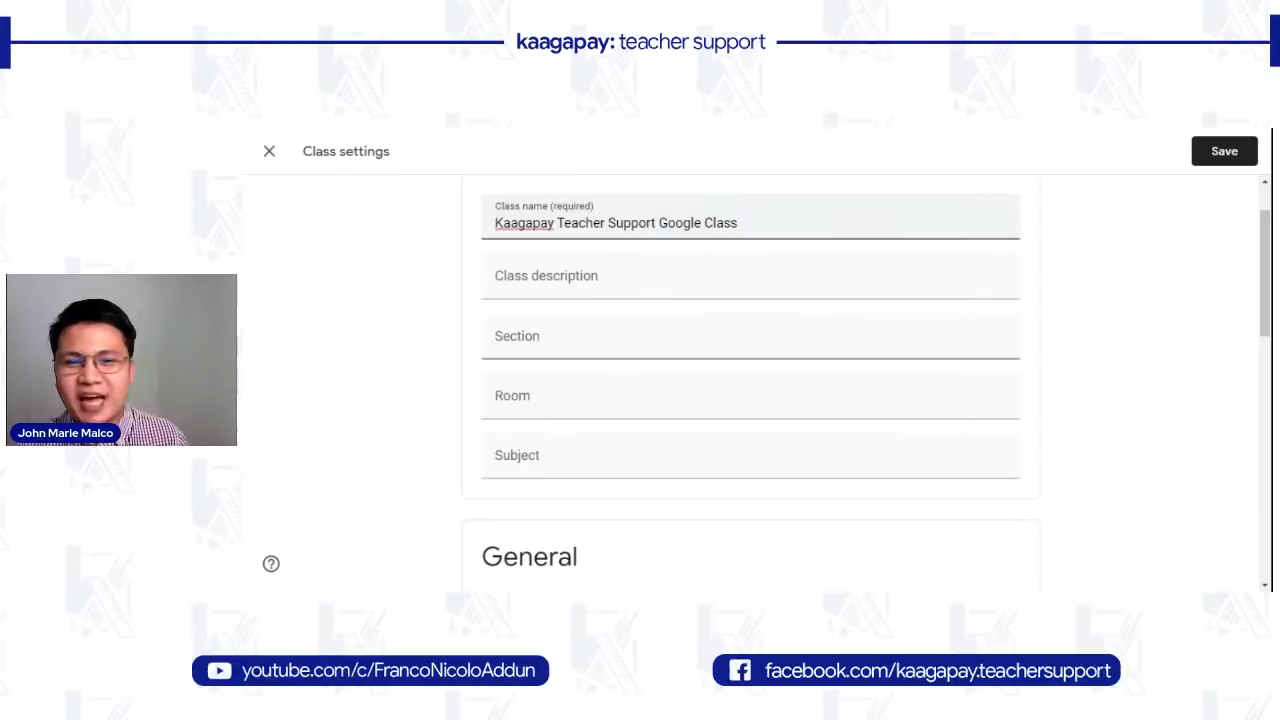 kaagapay: teacher support
Class settings
Save
Class name (required)
Kaagapay Teacher Support Google Class
Class description
Section
Room
Subject
John Marie Malco
General
youtube.com/c/FrancoNicoloAddun
facebook.com/kaagapay.teachersupport